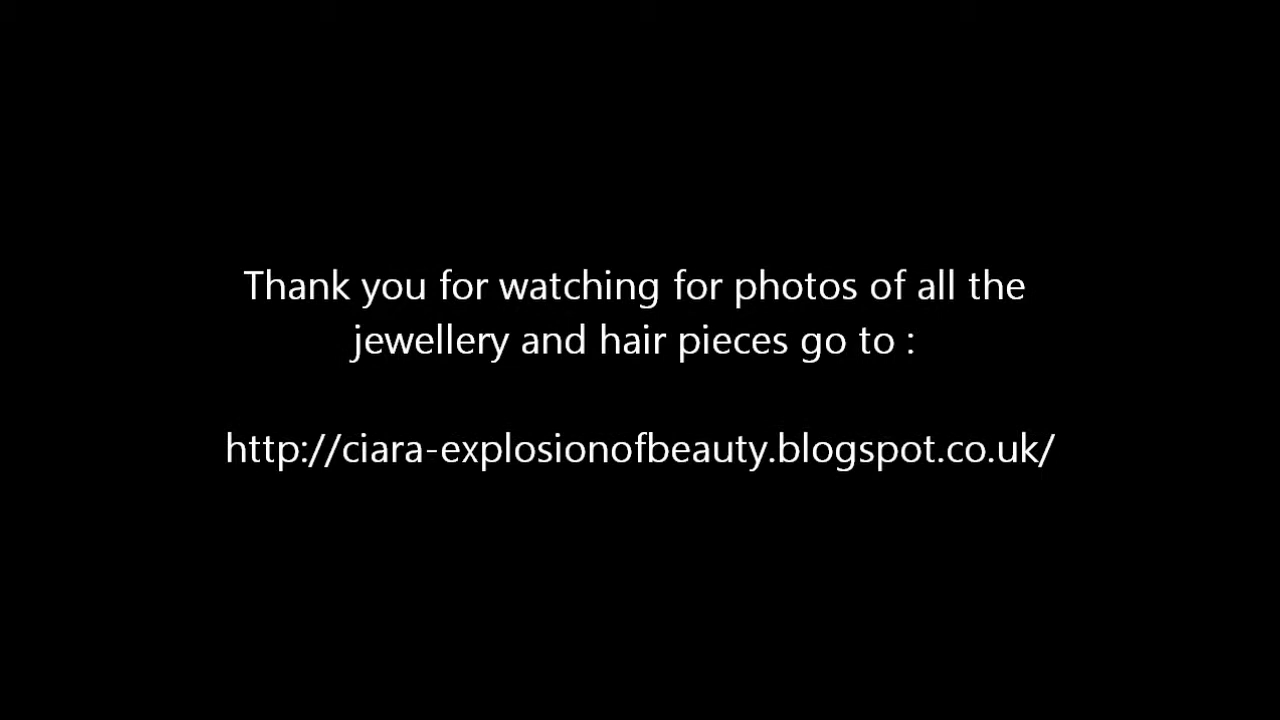 Thank you for watching for photos of all the
jewellery and hair pieces go to :
http://ciara-explosionofbeauty.blogspot.co.uk/